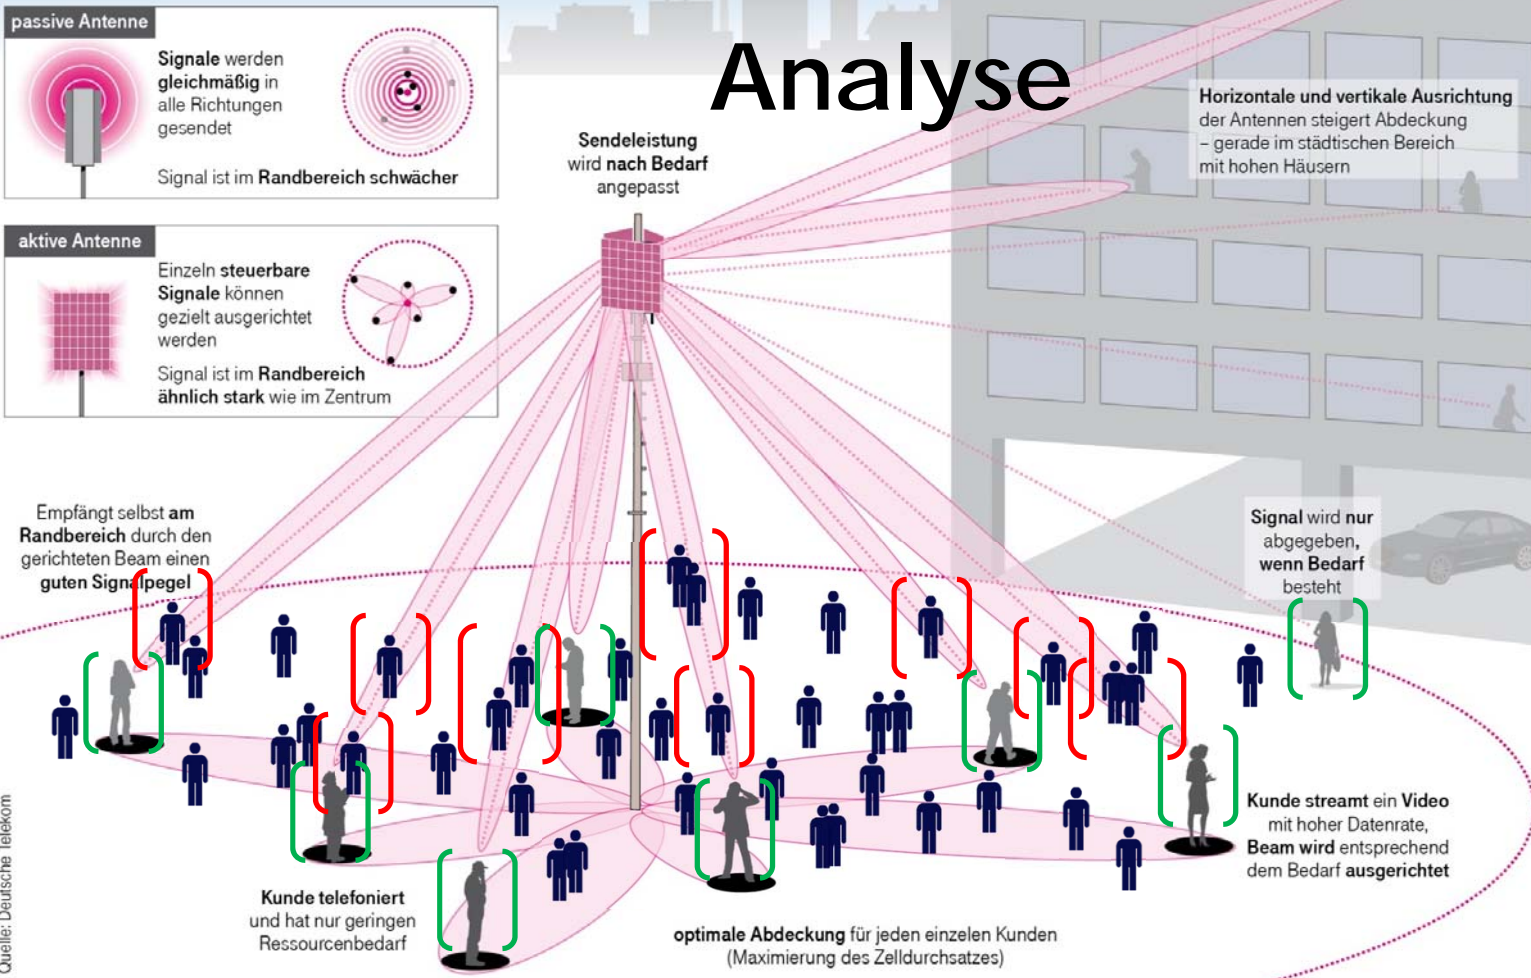 Analyse
passive Antenne
Signale werden
gleichmäßig in
alle Richtungen
gesendet
Signal ist im Randbereich schwächer
aktive Antenne
Einzeln steuerbare
Signale können
gezielt ausgerichtet
werden
Signal ist im Randbereich
ähnlich stark wie im Zentrum
Sendeleistung
wird nach Bedarf
angepasst
Horizontale und vertikale Ausrichtung
der Antennen steigert Abdeckung
– gerade im städtischen Bereich
mit hohen Häusern
Empfängt selbst am
Randbereich durch den
gerichteten Beam einen
guten Signalpegel
Signal wird nur
abgegeben,
wenn Bedarf
besteht
Kunde streamt ein Video
mit hoher Datenrate,
Beam wird entsprechend
dem Bedarf ausgerichtet
Kunde telefoniert
und hat nur geringen
Ressourcenbedarf
optimale Abdeckung für jeden einzelen Kunden
(Maximierung des Zelldurchsatzes)
Quelle: Deutsche Telekom